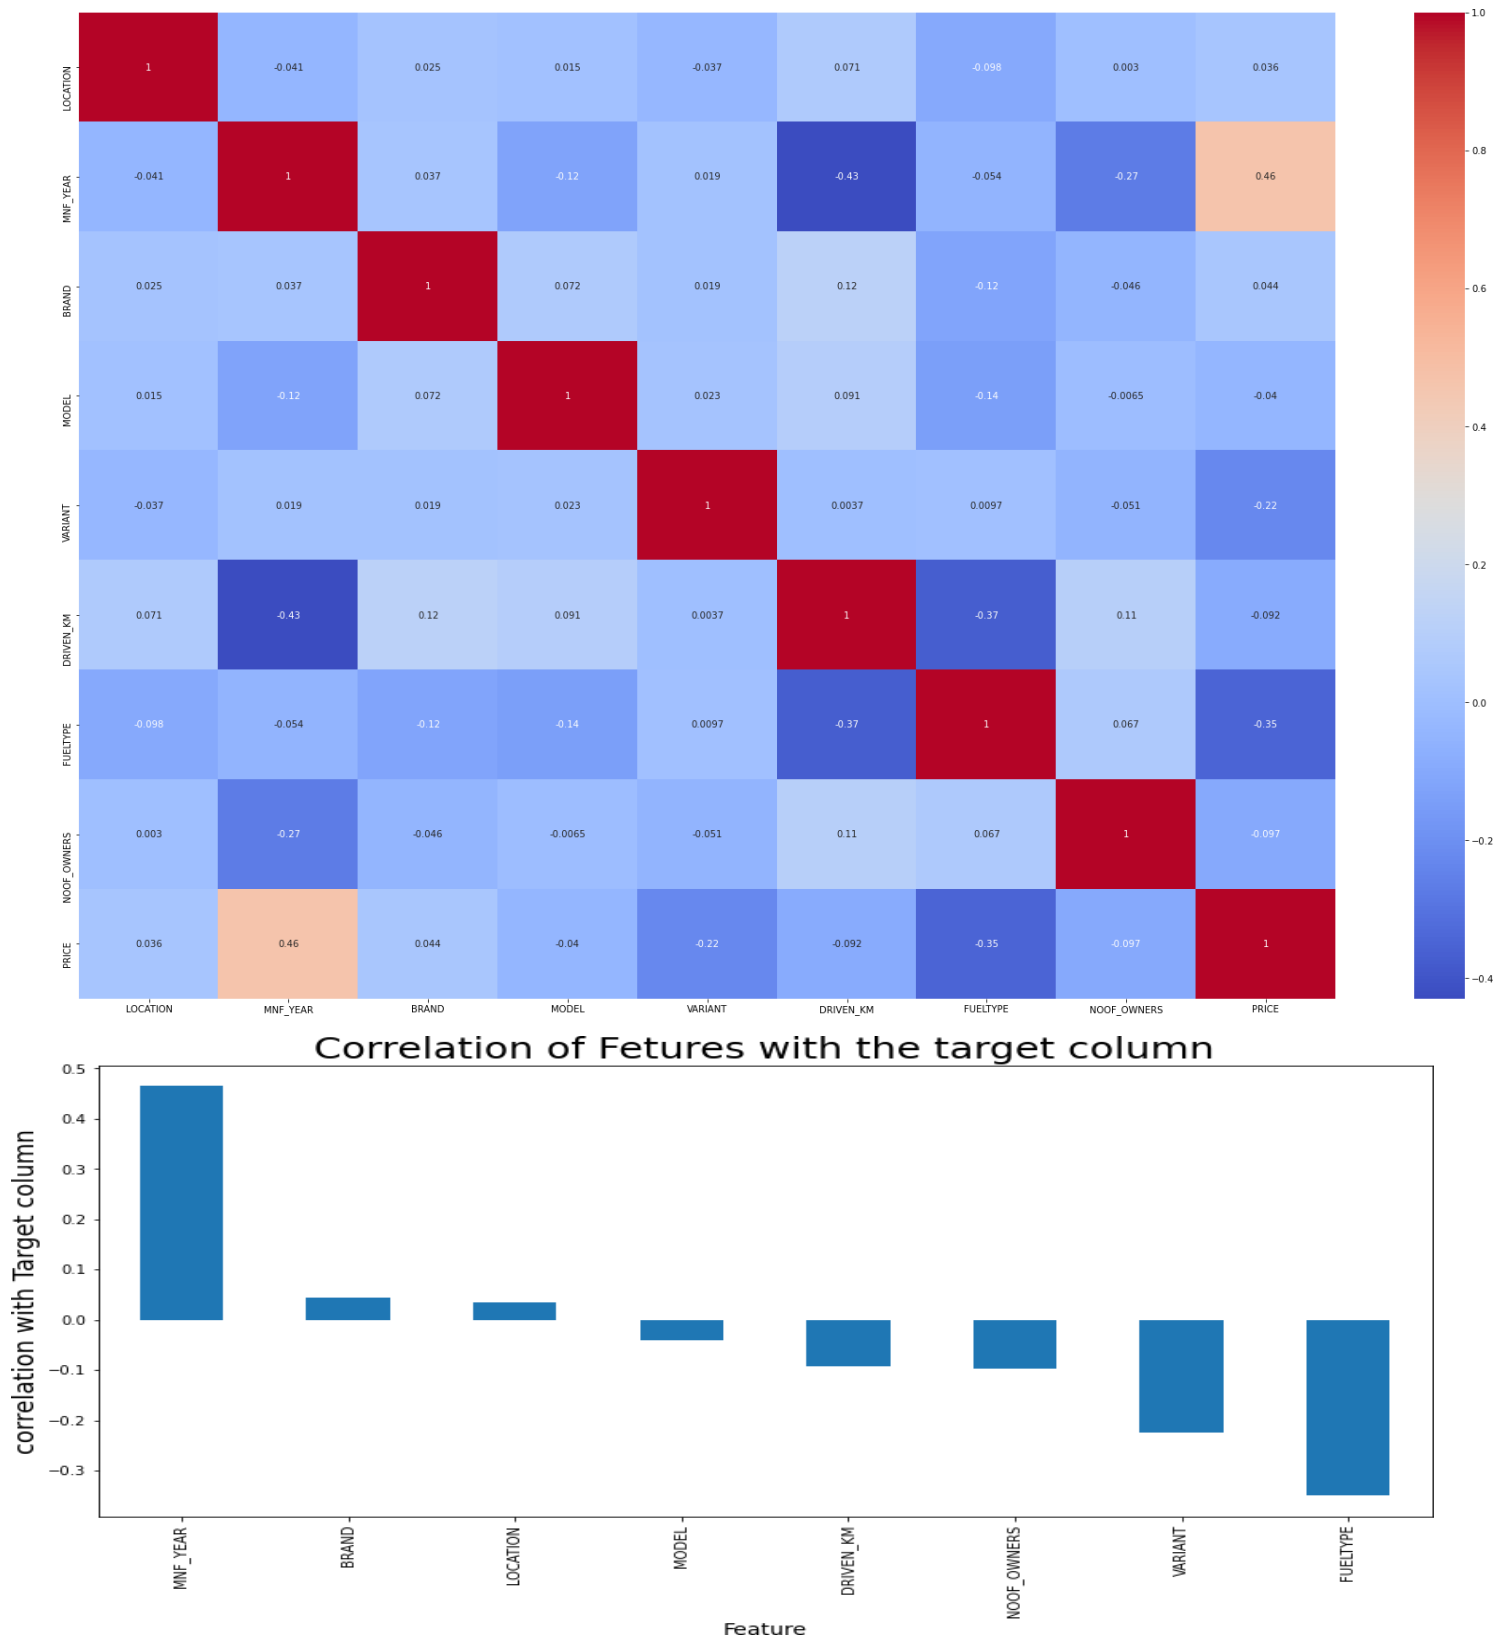 1.0
LOCATION 1 -0.041 0.025 0.015 -0.037 0.071 -0.098 0.003 0.036
0.8
MNF_YEAR -0.041 1 0.037 -0.12 0.019 -0.43 -0.054 -0.27 0.46
BRAND 0.025 0.037 1 0.072 0.019 0.12 -0.12 -0.046 0.044
0.6
MODEL 0.015 -0.12 0.072 1 0.023 0.091 -0.14 -0.0065 -0.04
0.4
VARIANT -0.037 0.019 0.019 0.023 1 0.0037 0.0097 -0.051 -0.22
0.2
DRIVEN_KM 0.071 -0.43 0.12 0.091 0.0037 1 -0.37 0.11 -0.092
0.0
FUELTYPE -0.098 -0.054 -0.12 -0.14 0.0097 -0.37 1 0.067 -0.35
NOOF_OWNERS 0.003 -0.27 -0.046 -0.0065 -0.051 0.11 0.067 1 -0.097
−0.2
PRICE 0.036 0.46 0.044 -0.04 -0.22 -0.092 -0.35 -0.097 1
−0.4
LOCATION MNF_YEAR BRAND MODEL VARIANT DRIVEN_KM FUELTYPE NOOF_OWNERS PRICE
Correlation of Fetures with the target column
correlation with Target column
0.5
0.4
0.3
0.2
0.1
0.0
−0.1
−0.2
−0.3
MNF_YEAR BRAND LOCATION MODEL DRIVEN_KM NOOF_OWNERS VARIANT FUELTYPE
Feature